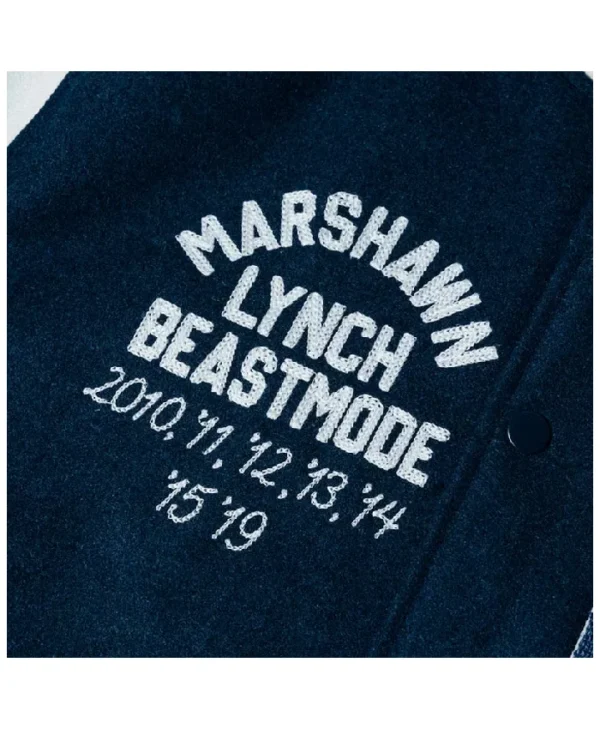 MARSHAWN
LYNCH
BEASTMODE
2010, '11, '12, '13, '14
'15 '19